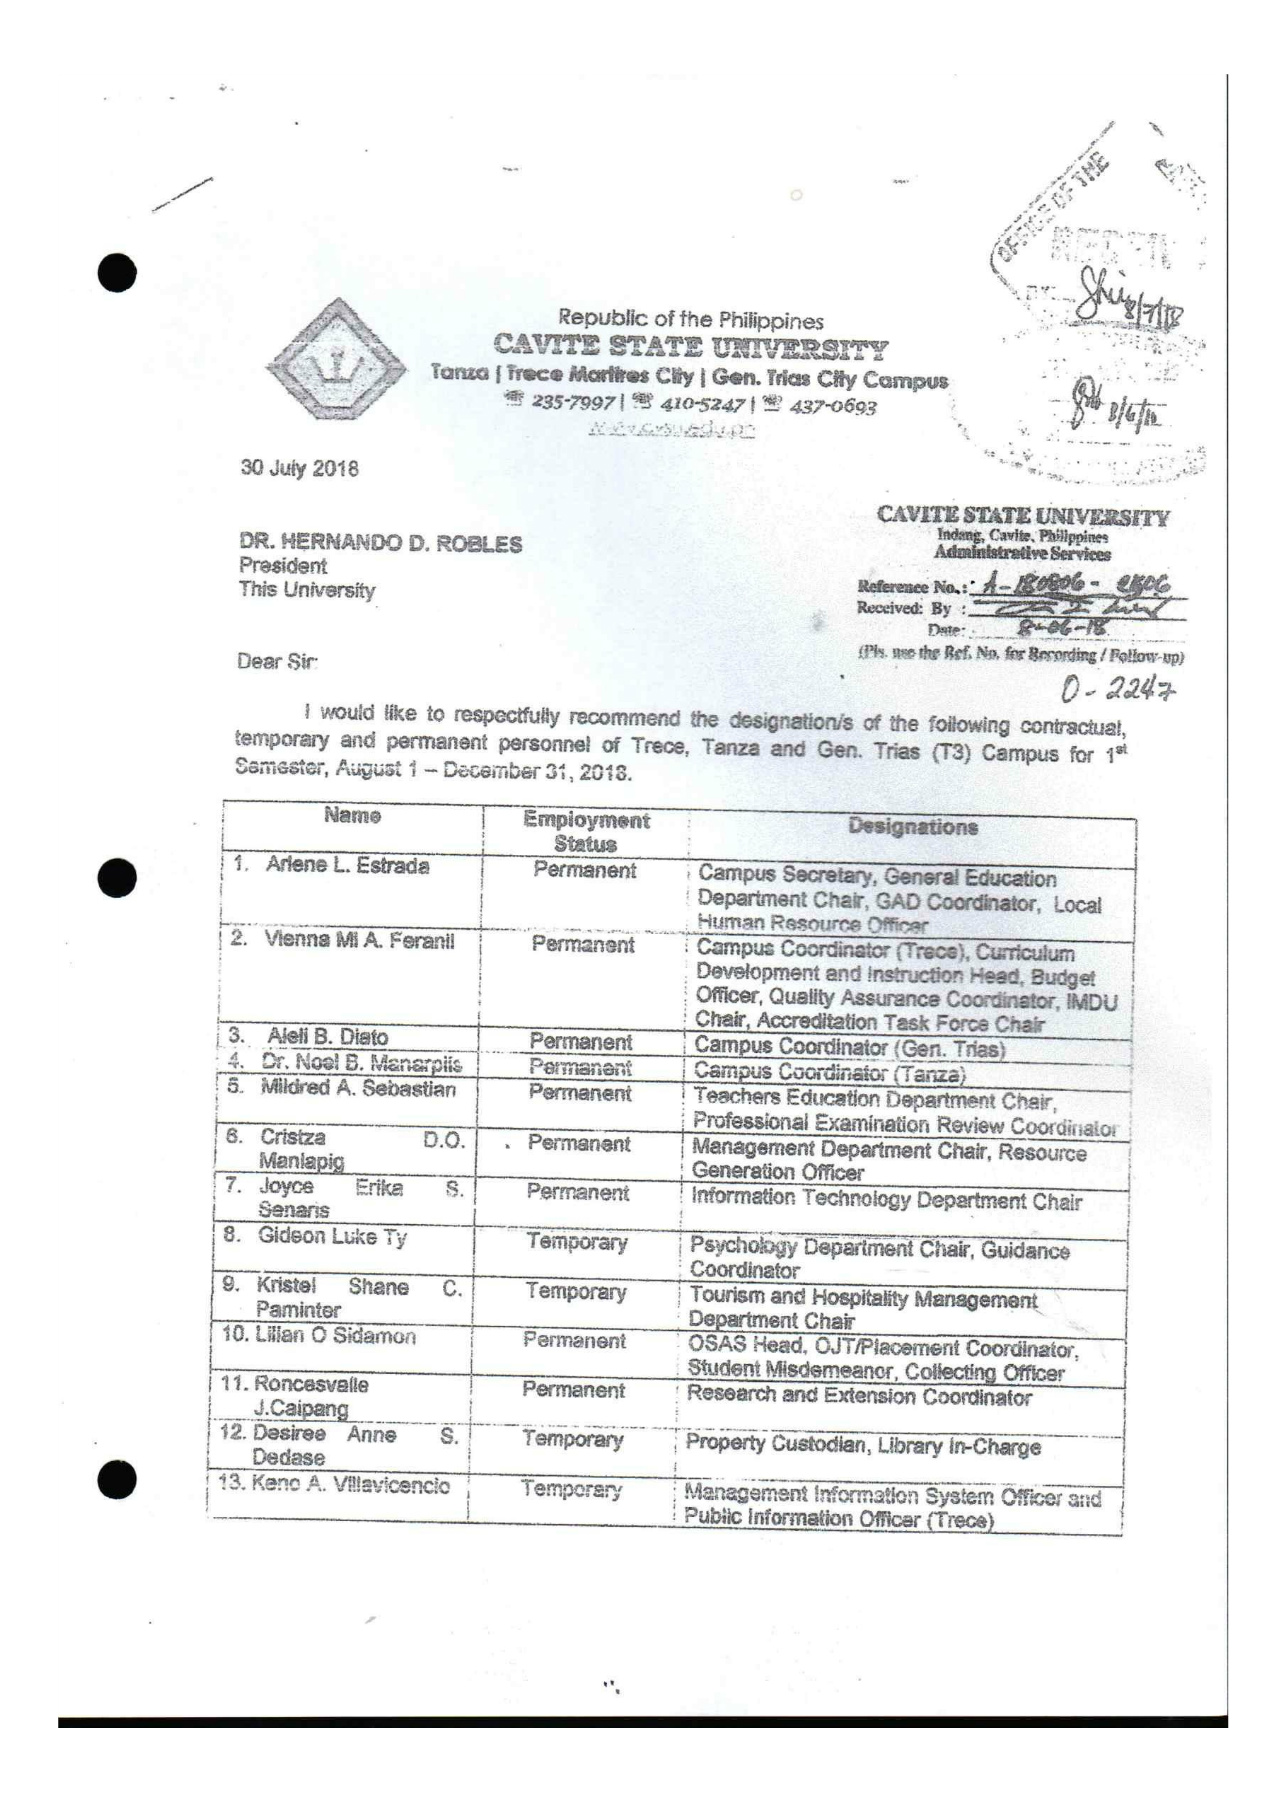 OFFICE OF THE
BY:
8/7/18
8/6/18
Republic of the Philippines
CAVITE STATE UNIVERSITY
Tanza | Trece Martires City | Gen. Trias City Campus
☎ 235-7997 | ☎ 410-5247 | ☎ 437-0693
www.cvsu.edu.ph
30 July 2018
CAVITE STATE UNIVERSITY
Indang, Cavite, Philippines
Administrative Services
Reference No.: A-180806-
Received: By :
Date: 8-06-18
(Pls. use the Ref. No. for Recording / Follow-up)
0-2247
DR. HERNANDO D. ROBLES
President
This University
Dear Sir:
I would like to respectfully recommend the designation/s of the following contractual,
temporary and permanent personnel of Trece, Tanza and Gen. Trias (T3) Campus for 1st
Semester, August 1 – December 31, 2018.
Name Employment Status Designations
1. Arlene L. Estrada Permanent Campus Secretary, General Education
Department Chair, GAD Coordinator, Local
Human Resource Officer
2. Vienna Mi A. Feranil Permanent Campus Coordinator (Trece), Curriculum
Development and Instruction Head, Budget
Officer, Quality Assurance Coordinator, IMDU
Chair, Accreditation Task Force Chair
3. Aleli B. Diato Permanent Campus Coordinator (Gen. Trias)
4. Dr. Noel B. Manarpiis Permanent Campus Coordinator (Tanza)
5. Mildred A. Sebastian Permanent Teachers Education Department Chair,
Professional Examination Review Coordinator
6. Cristza D.O. Manlapig Permanent Management Department Chair, Resource
Generation Officer
7. Joyce Erika S. Senaris Permanent Information Technology Department Chair
8. Gideon Luke Ty Temporary Psychology Department Chair, Guidance
Coordinator
9. Kristel Shane C. Paminter Temporary Tourism and Hospitality Management
Department Chair
10. Lilian O Sidamon Permanent OSAS Head, OJT/Placement Coordinator,
Student Misdemeanor, Collecting Officer
11. Roncesvalle J.Caipang Permanent Research and Extension Coordinator
12. Desiree Anne S. Dedase Temporary Property Custodian, Library In-Charge
13. Keno A. Villavicencio Temporary Management Information System Officer and
Public Information Officer (Trece)